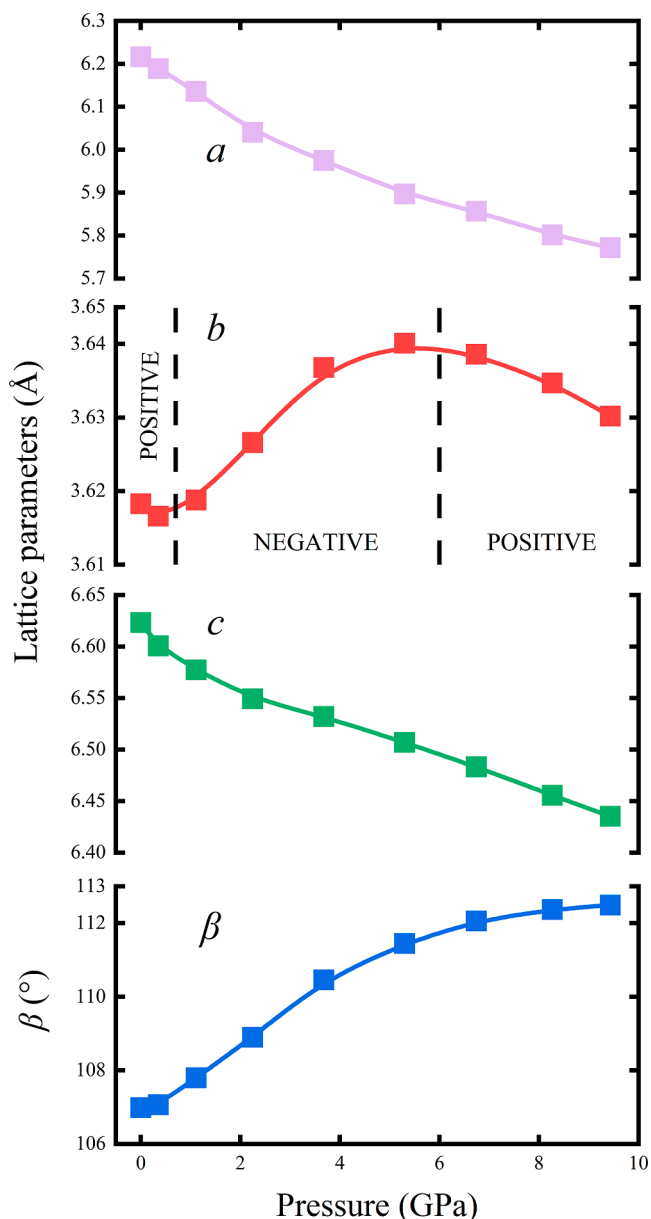 6.3
6.2
6.1
6.0
5.9
5.8
5.7
a
3.65
3.64
3.63
3.62
3.61
b
POSITIVE
NEGATIVE
POSITIVE
Lattice parameters (Å)
6.65
6.60
6.55
6.50
6.45
6.40
c
113
112
110
108
106
β
β (°)
0 2 4 6 8 10
Pressure (GPa)